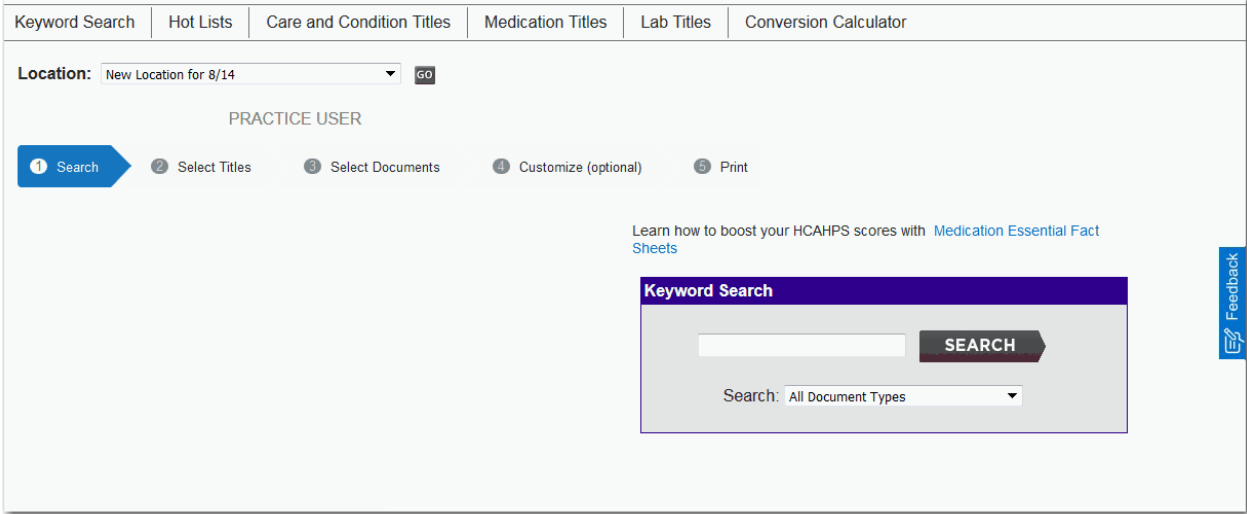 Keyword Search Hot Lists Care and Condition Titles Medication Titles Lab Titles Conversion Calculator
Location: New Location for 8/14 GO
PRACTICE USER
1 Search 2 Select Titles 3 Select Documents 4 Customize (optional) 5 Print
Learn how to boost your HCAHPS scores with Medication Essential Fact
Sheets
Keyword Search
SEARCH
Search: All Document Types
Feedback